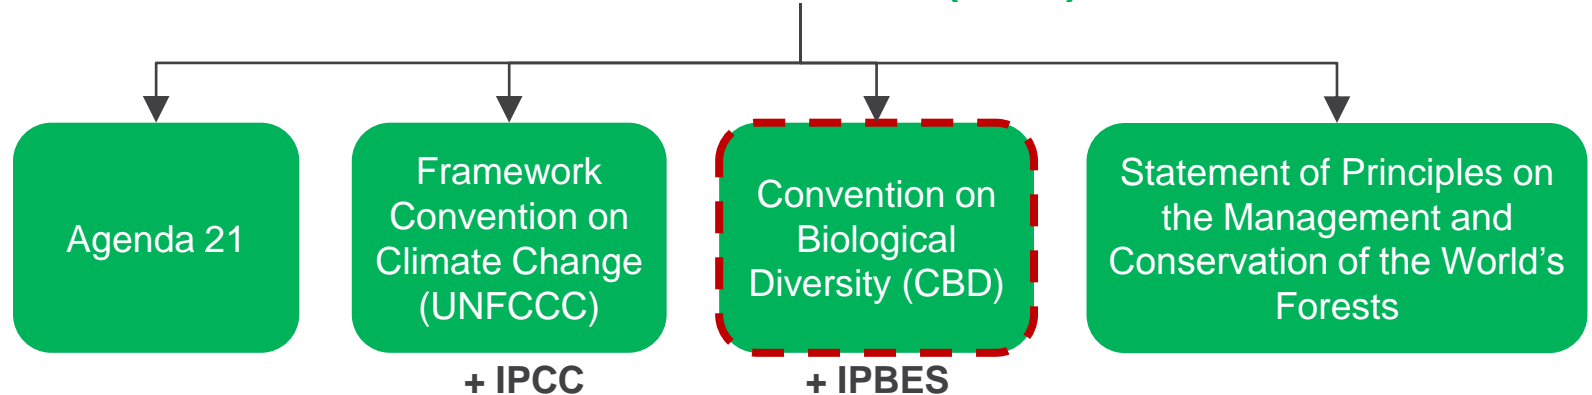 Agenda 21
Framework
Convention on
Climate Change
(UNFCCC)
Convention on
Biological
Diversity (CBD)
Statement of Principles on
the Management and
Conservation of the World’s
Forests
+ IPCC
+ IPBES